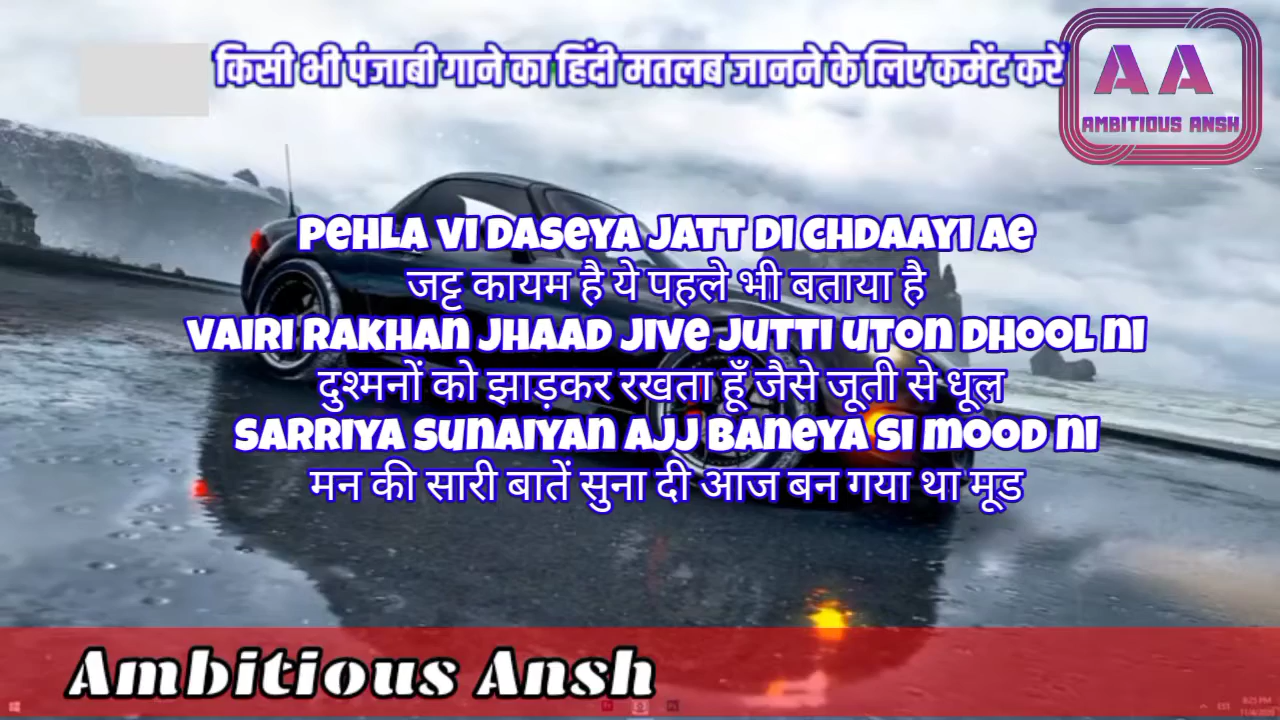 किसी भी पंजाबी गाने का हिंदी मतलब जानने के लिए कमेंट करें
AA
AMBITIOUS ANSH
Pehla vi daseya jatt di chdaayi ae
जट्ट कायम है ये पहले भी बताया है
Vairi rakhan jhaad jive jutti uton dhool ni
दुश्मनों को झाड़कर रखता हूँ जैसे जूती से धूल
Sarriya sunaiyan ajj baneya si mood ni
मन की सारी बातें सुना दी आज बन गया था मूड
Ambitious Ansh